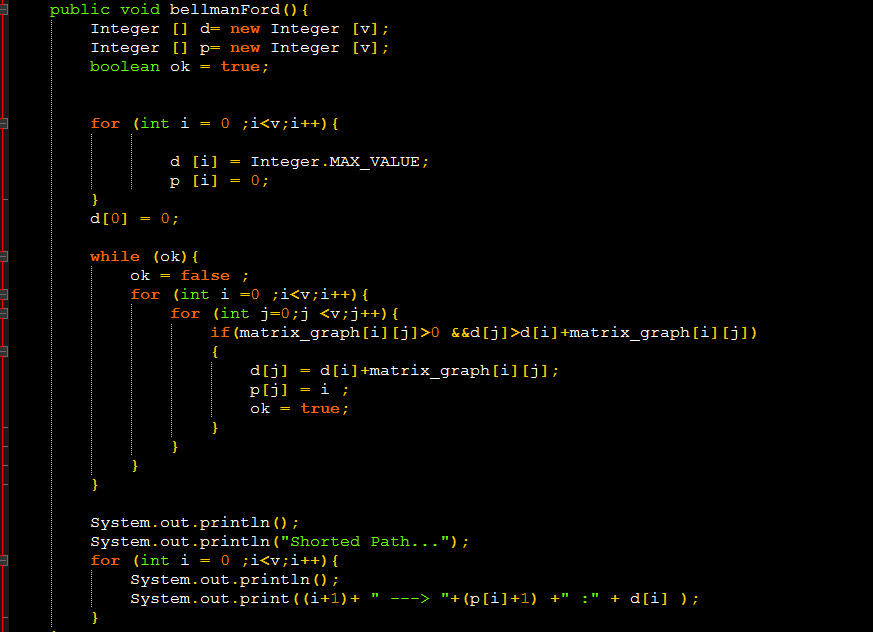 public void bellmanFord(){
Integer [] d= new Integer [v];
Integer [] p= new Integer [v];
boolean ok = true;
for (int i = 0 ;i<v;i++){
d [i] = Integer.MAX_VALUE;
p [i] = 0;
}
d[0] = 0;
while (ok){
ok = false ;
for (int i =0 ;i<v;i++){
for (int j=0;j <v;j++){
if(matrix_graph[i][j]>0 &&d[j]>d[i]+matrix_graph[i][j])
{
d[j] = d[i]+matrix_graph[i][j];
p[j] = i ;
ok = true;
}
}
}
}
System.out.println();
System.out.println("Shorted Path...");
for (int i = 0 ;i<v;i++){
System.out.println();
System.out.print((i+1)+ " ---> "+(p[i]+1) +" :" + d[i] );
}